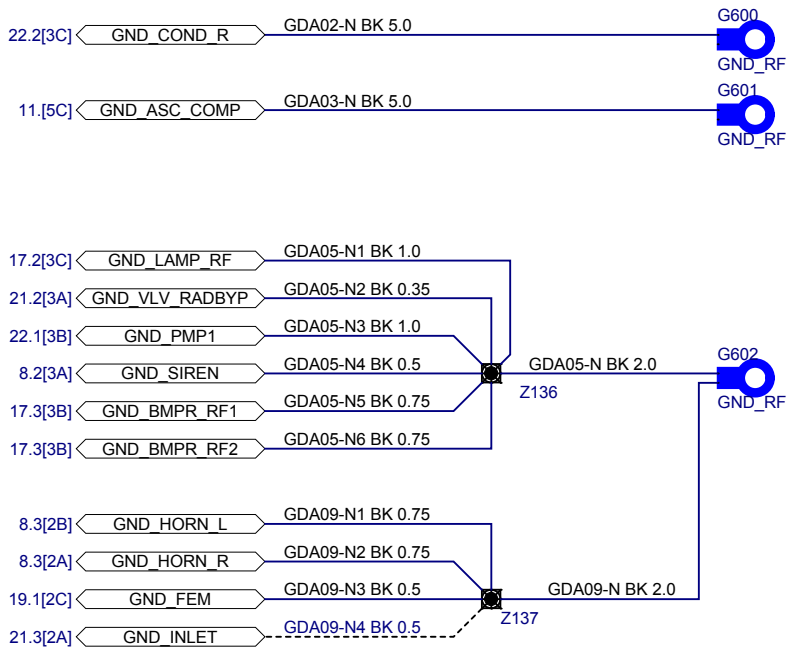 22.2[3C] GND_COND_R GDA02-N BK 5.0 G600
GND_RF
11.[5C] GND_ASC_COMP GDA03-N BK 5.0 G601
GND_RF
17.2[3C] GND_LAMP_RF GDA05-N1 BK 1.0
21.2[3A] GND_VLV_RADBYP GDA05-N2 BK 0.35
22.1[3B] GND_PMP1 GDA05-N3 BK 1.0
8.2[3A] GND_SIREN GDA05-N4 BK 0.5 GDA05-N BK 2.0 G602
Z136 GND_RF
17.3[3B] GND_BMPR_RF1 GDA05-N5 BK 0.75
17.3[3B] GND_BMPR_RF2 GDA05-N6 BK 0.75
8.3[2B] GND_HORN_L GDA09-N1 BK 0.75
8.3[2A] GND_HORN_R GDA09-N2 BK 0.75
19.1[2C] GND_FEM GDA09-N3 BK 0.5 GDA09-N BK 2.0
Z137
21.3[2A] GND_INLET GDA09-N4 BK 0.5